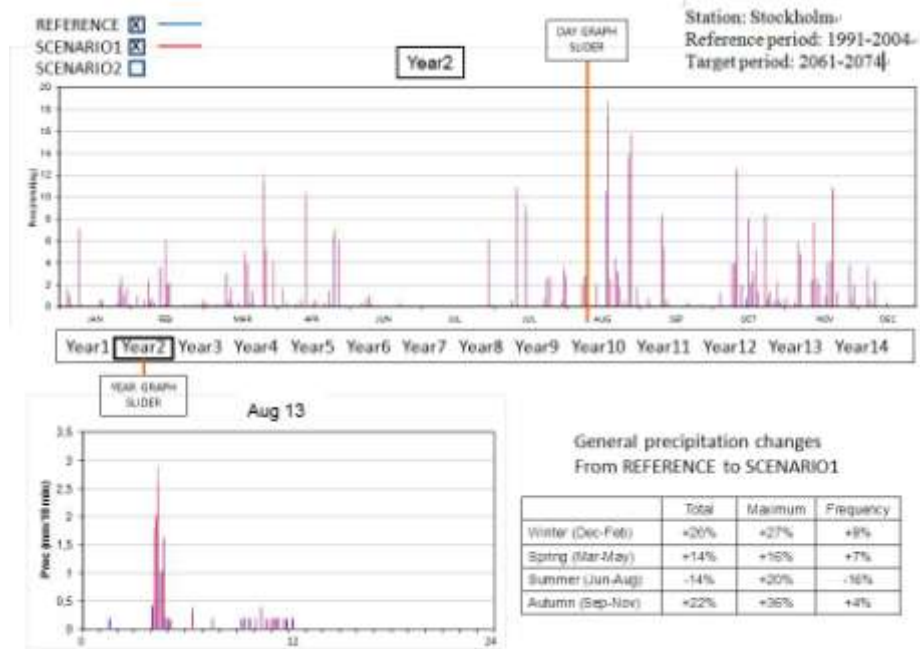 REFERENCE
SCENARIO1
SCENARIO2
Year2
DAY GRAPH
SLIDER
Station: Stockholm
Reference period: 1991-2004
Target period: 2061-2074
20
18
16
14
12
10
8
6
4
2
0
JAN
MAR
APR
JUN
JUL
AUG
SEP
OCT
NOV
DEC
Year1 Year2 Year3 Year4 Year5 Year6 Year7 Year8 Year9 Year10 Year11 Year12 Year13 Year14
YEAR GRAPH
SLIDER
Aug 13
Prec (mm/10 min)
3,5
3
2,5
2
1,5
1
0,5
0
0 12 24
General precipitation changes
From REFERENCE to SCENARIO1
Total Maximum Frequency
Winter (Dec-Feb) +26% +27% +8%
Spring (Mar-May) +14% +16% +7%
Summer (Jun-Aug) -14% +20% -16%
Autumn (Sep-Nov) +22% +36% +4%